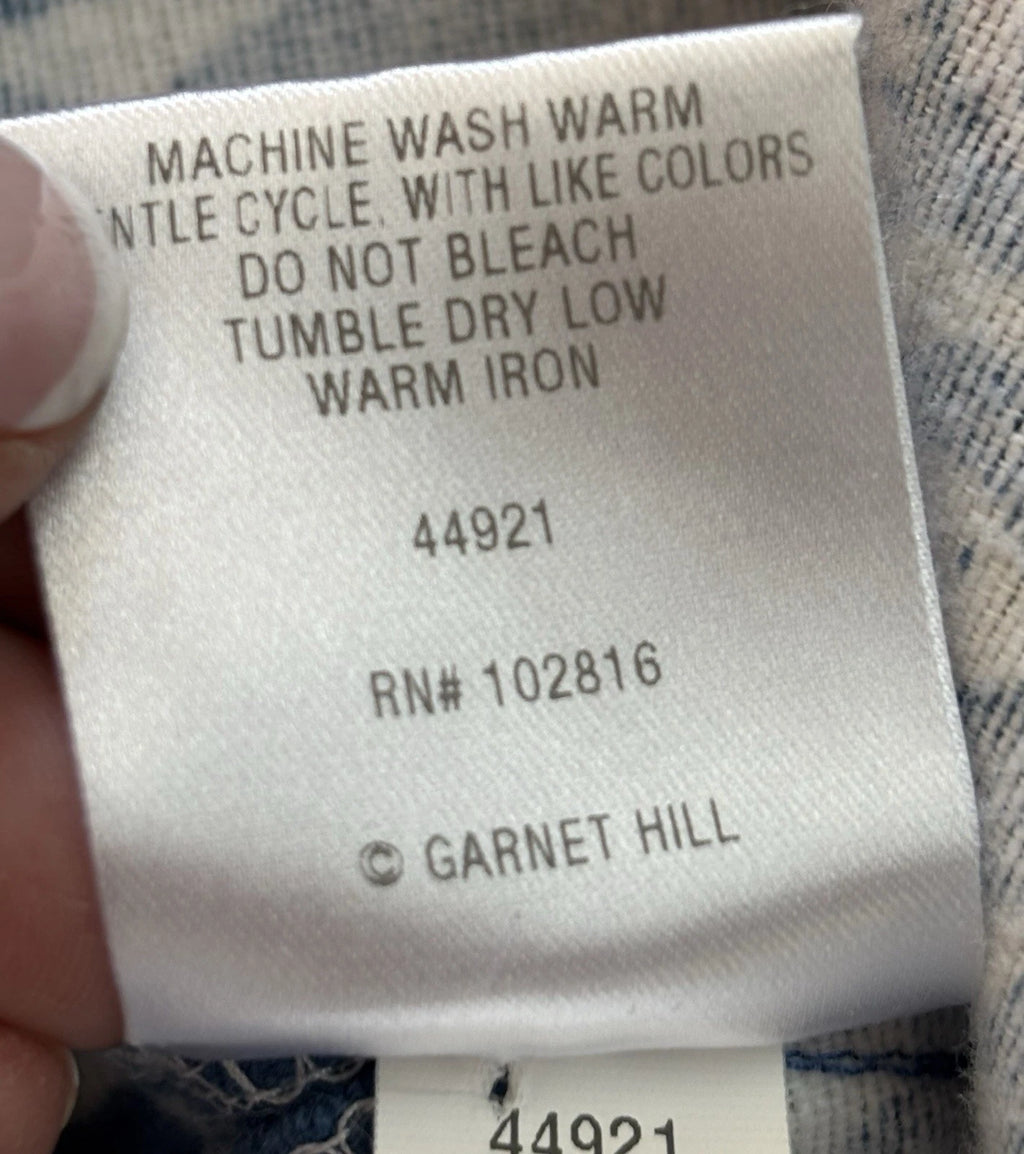 MACHINE WASH WARM
NTLE CYCLE. WITH LIKE COLORS
DO NOT BLEACH
TUMBLE DRY LOW
WARM IRON
44921
RN# 102816
© GARNET HILL
44921